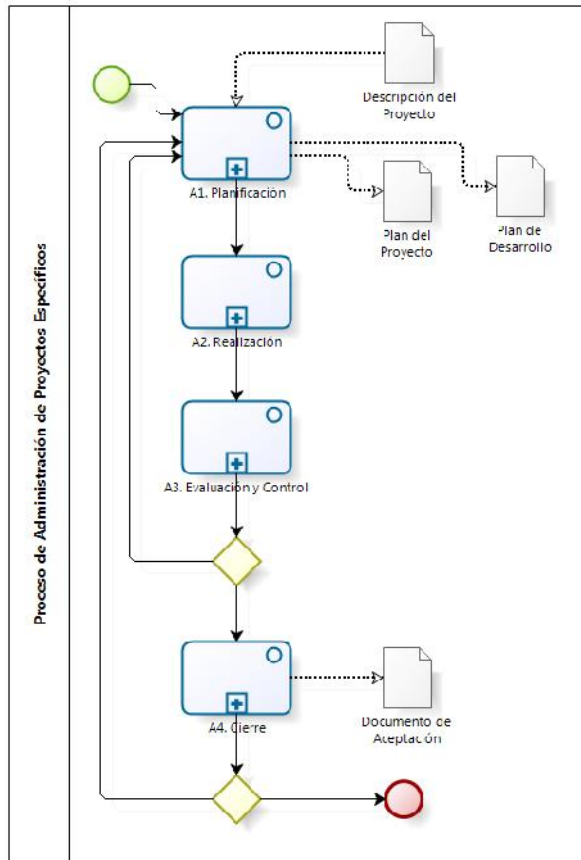 Proceso de Administración de Proyectos Específicos
Descripción del
Proyecto
A1. Planificación
Plan del
Proyecto
Plan de
Desarrollo
A2. Realización
A3. Evaluación y Control
A4. Cierre
Documento de
Aceptación